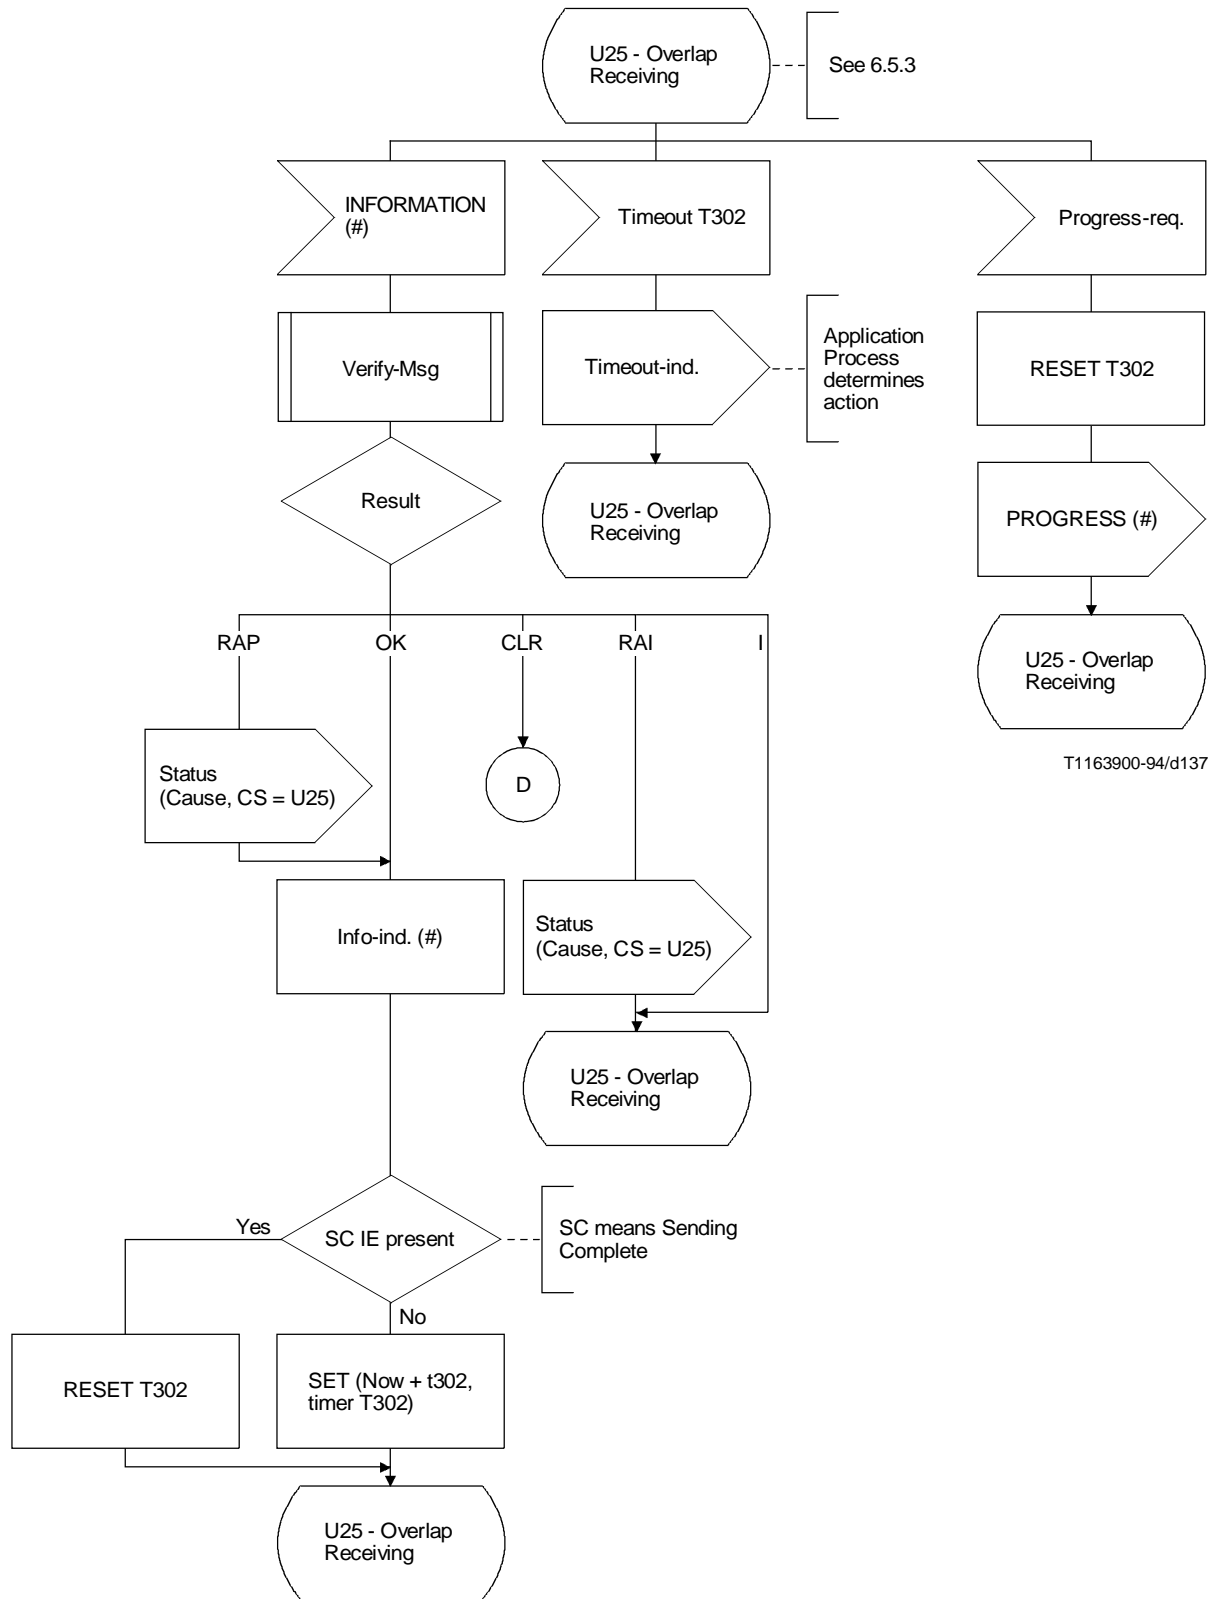 U25 - Overlap
Receiving
See 6.5.3
INFORMATION
(#)
Timeout T302
Progress-req.
Verify-Msg
Timeout-ind.
Application
Process
determines
action
RESET T302
Result
U25 - Overlap
Receiving
PROGRESS (#)
RAP
OK
CLR
RAI
I
U25 - Overlap
Receiving
T1163900-94/d137
Status
(Cause, CS = U25)
D
Info-ind. (#)
Status
(Cause, CS = U25)
U25 - Overlap
Receiving
Yes
SC IE present
SC means Sending
Complete
No
RESET T302
SET (Now + t302,
timer T302)
U25 - Overlap
Receiving